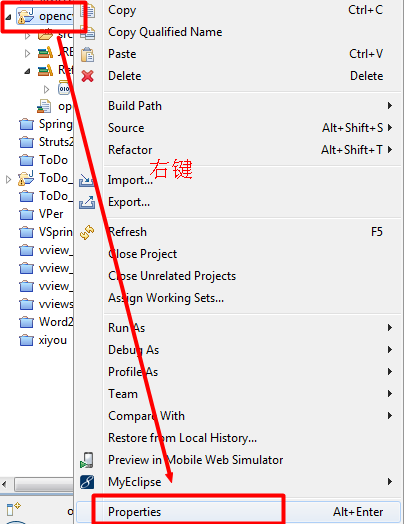 openc
src
JRE
Ref
op
Spring
Struts2
ToDo
ToDo_
ToDo_
VPer
VSprin
vview_
vview_
vview_
vviews
Word2
xiyou
Copy Ctrl+C
Copy Qualified Name
Paste Ctrl+V
Delete Delete
Build Path
Source Alt+Shift+S
Refactor Alt+Shift+T
右键
Import...
Export...
Refresh F5
Close Project
Close Unrelated Projects
Assign Working Sets...
Run As
Debug As
Profile As
Team
Compare With
Restore from Local History...
Preview in Mobile Web Simulator
MyEclipse
Properties Alt+Enter